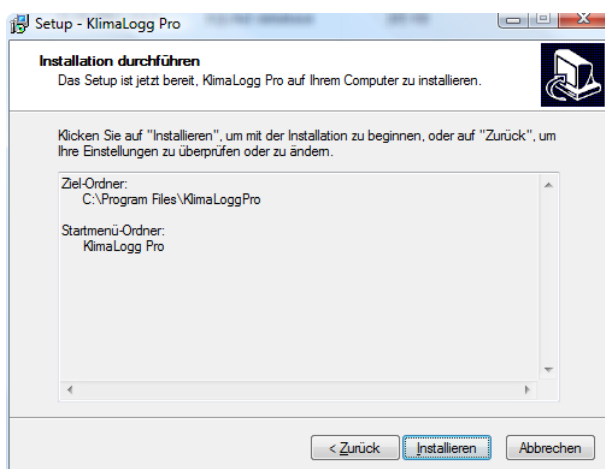 Setup - KlimaLogg Pro
Installation durchführen
Das Setup ist jetzt bereit, KlimaLogg Pro auf Ihrem Computer zu installieren.
Klicken Sie auf "Installieren", um mit der Installation zu beginnen, oder auf "Zurück", um
Ihre Einstellungen zu überprüfen oder zu ändern.
Ziel-Ordner:
C:\Program Files\KlimaLoggPro
Startmenü-Ordner:
KlimaLogg Pro
< Zurück
Installieren
Abbrechen